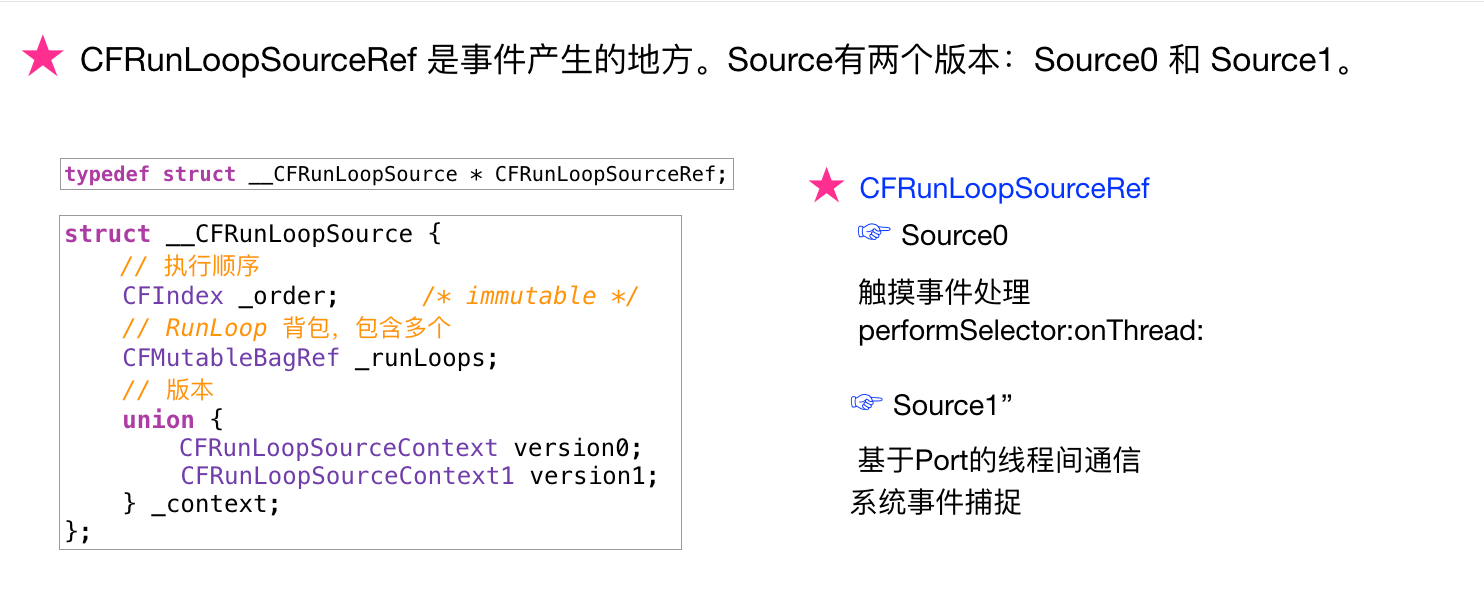 CFRunLoopSourceRef 是事件产生的地方。Source有两个版本：Source0 和 Source1。
typedef struct __CFRunLoopSource * CFRunLoopSourceRef;
struct __CFRunLoopSource {
// 执行顺序
CFIndex _order; /* immutable */
// RunLoop 背包，包含多个
CFMutableBagRef _runLoops;
// 版本
union {
CFRunLoopSourceContext version0;
CFRunLoopSourceContext1 version1;
} _context;
};
CFRunLoopSourceRef
Source0
触摸事件处理
performSelector:onThread:
Source1”
基于Port的线程间通信
系统事件捕捉